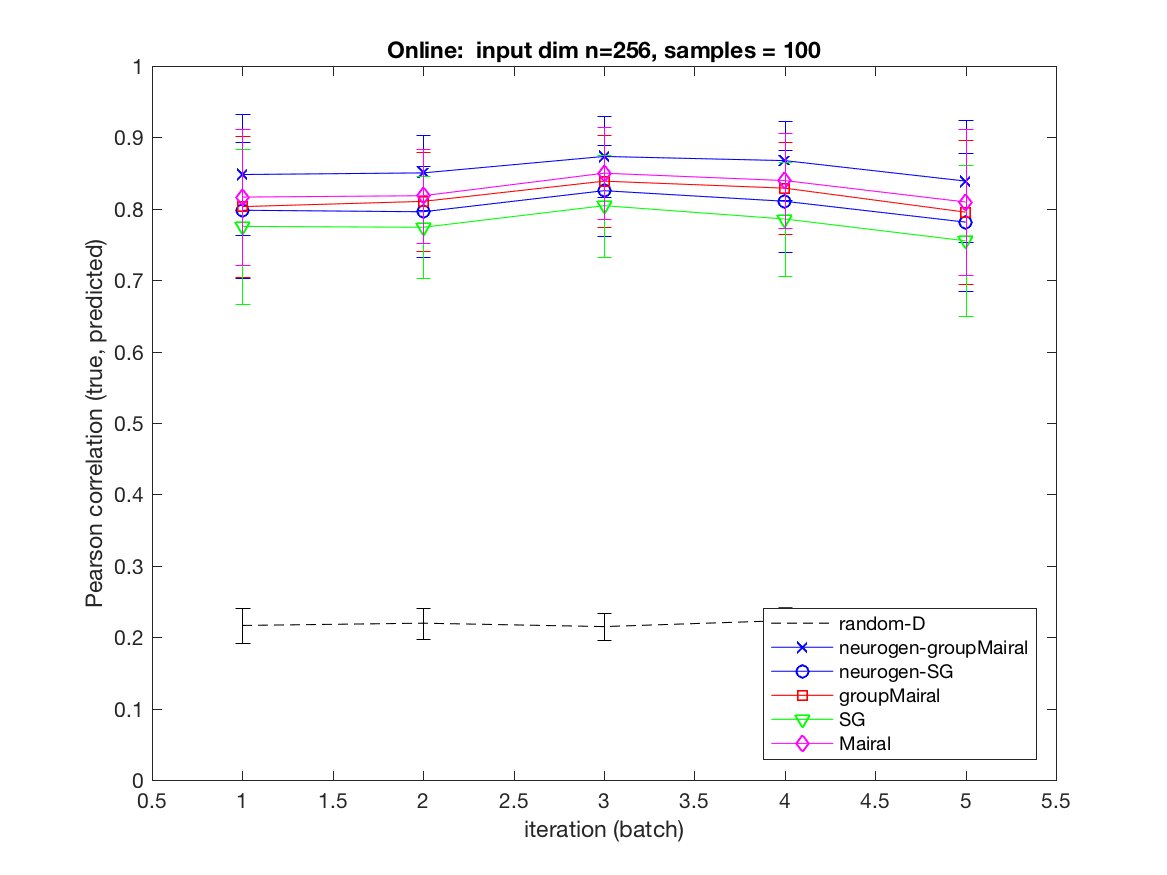 Online:  input dim n=256, samples = 100
Pearson correlation (true, predicted)
1
0.9
0.8
0.7
0.6
0.5
0.4
0.3
0.2
0.1
0
random-D
neurogen-groupMairal
neurogen-SG
groupMairal
SG
Mairal
0.5 1 1.5 2 2.5 3 3.5 4 4.5 5 5.5
iteration (batch)